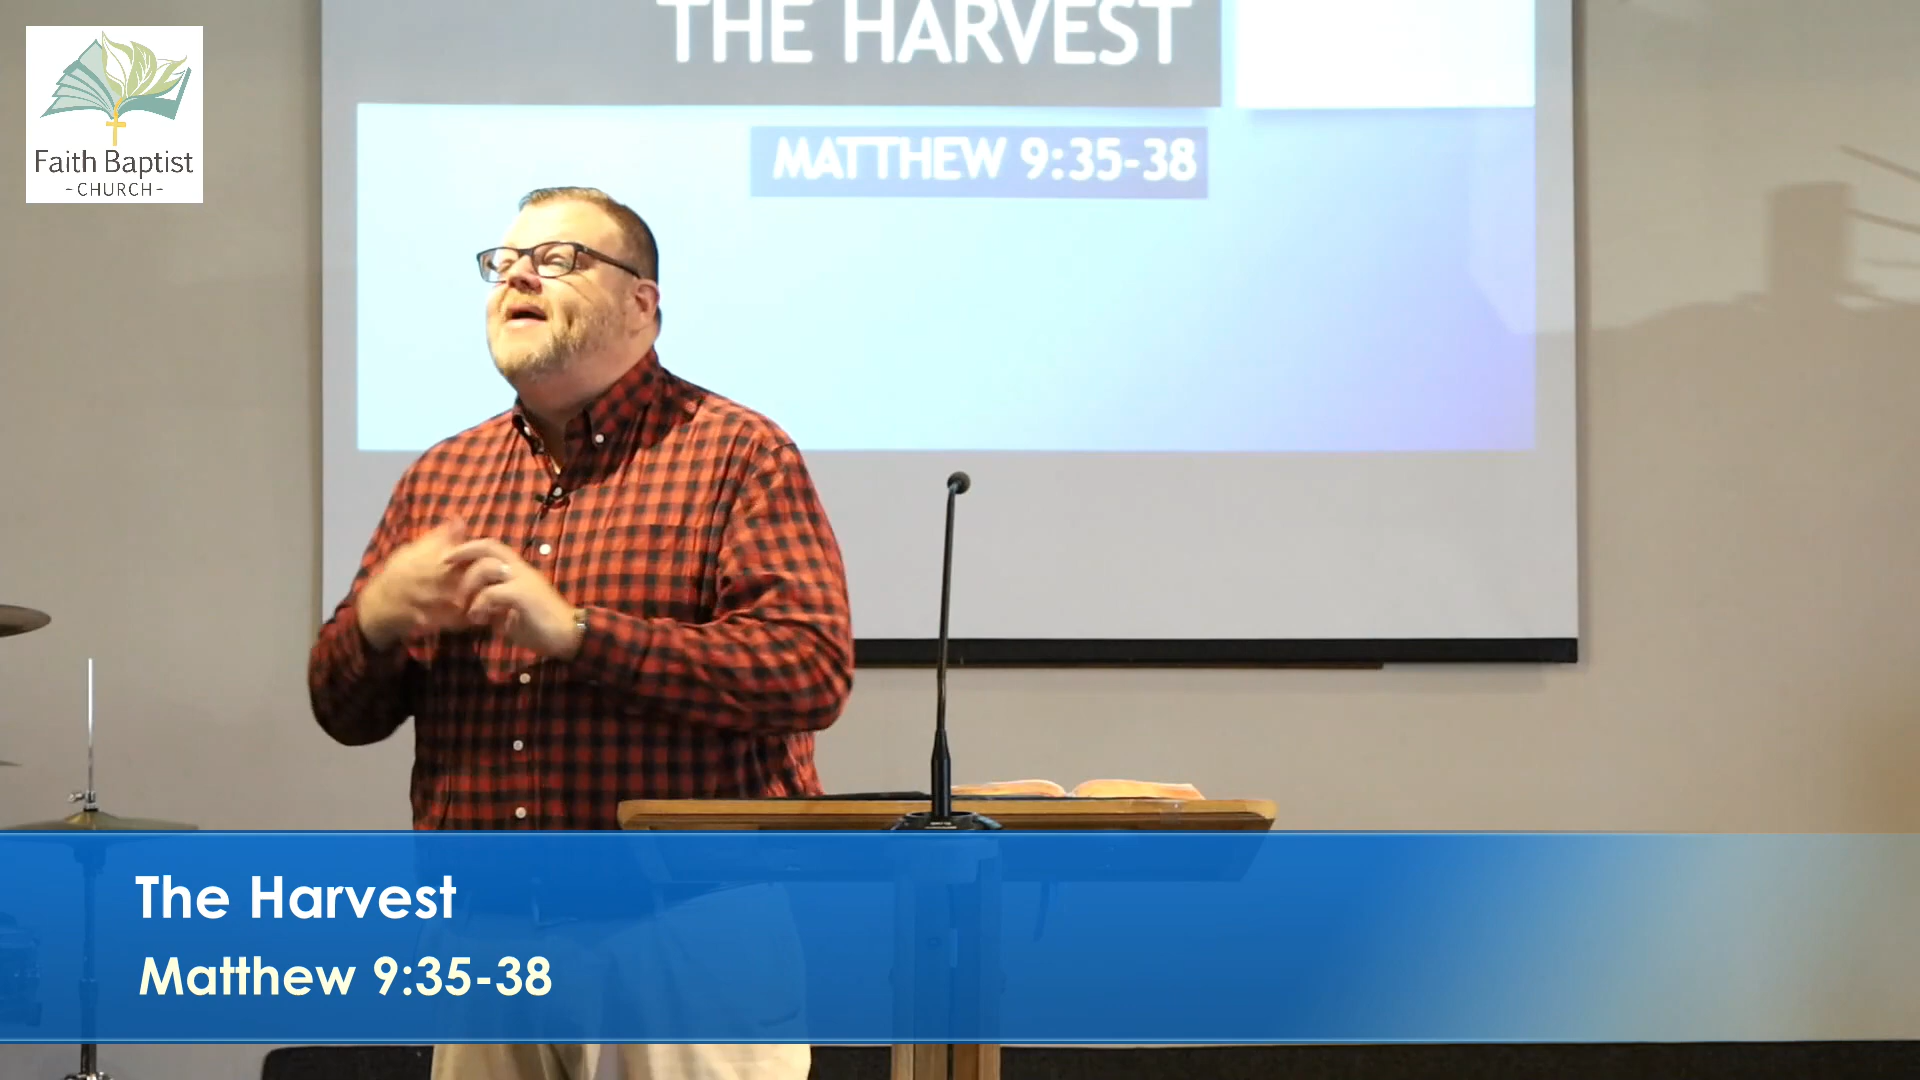 THE HARVEST
MATTHEW 9:35-38
Faith Baptist
-CHURCH-
The Harvest
Matthew 9:35-38